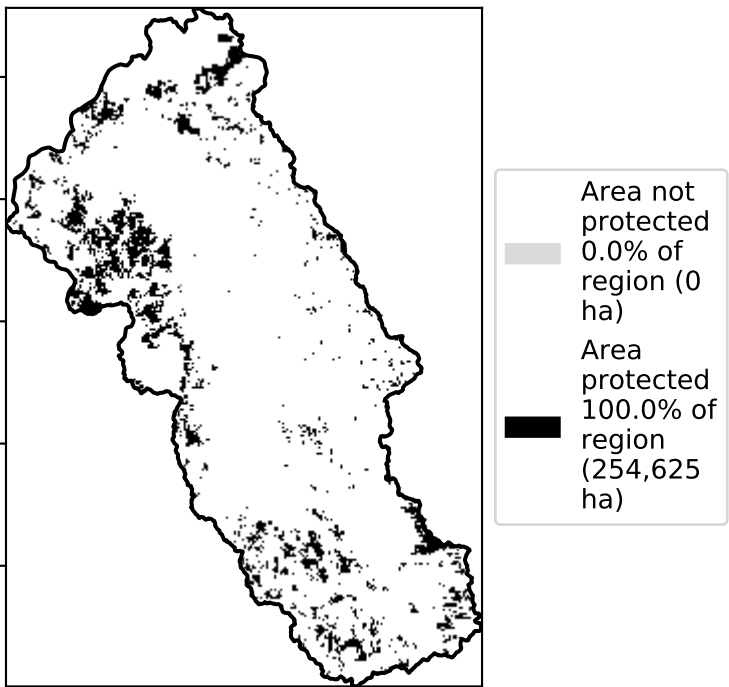 Area not
protected
0.0% of
region (0
ha)
Area
protected
100.0% of
region
(254,625
ha)